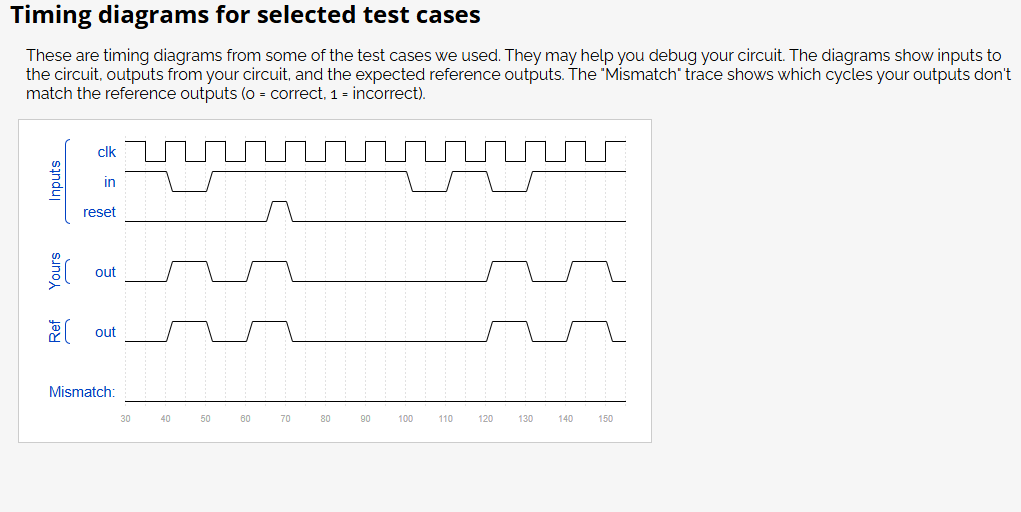 Timing diagrams for selected test cases
These are timing diagrams from some of the test cases we used. They may help you debug your circuit. The diagrams show inputs to
the circuit, outputs from your circuit, and the expected reference outputs. The "Mismatch" trace shows which cycles your outputs don't
match the reference outputs (0 = correct, 1 = incorrect).
Inputs
clk
in
reset
Yours
out
Ref
out
Mismatch:
30 40 50 60 70 80 90 100 110 120 130 140 150